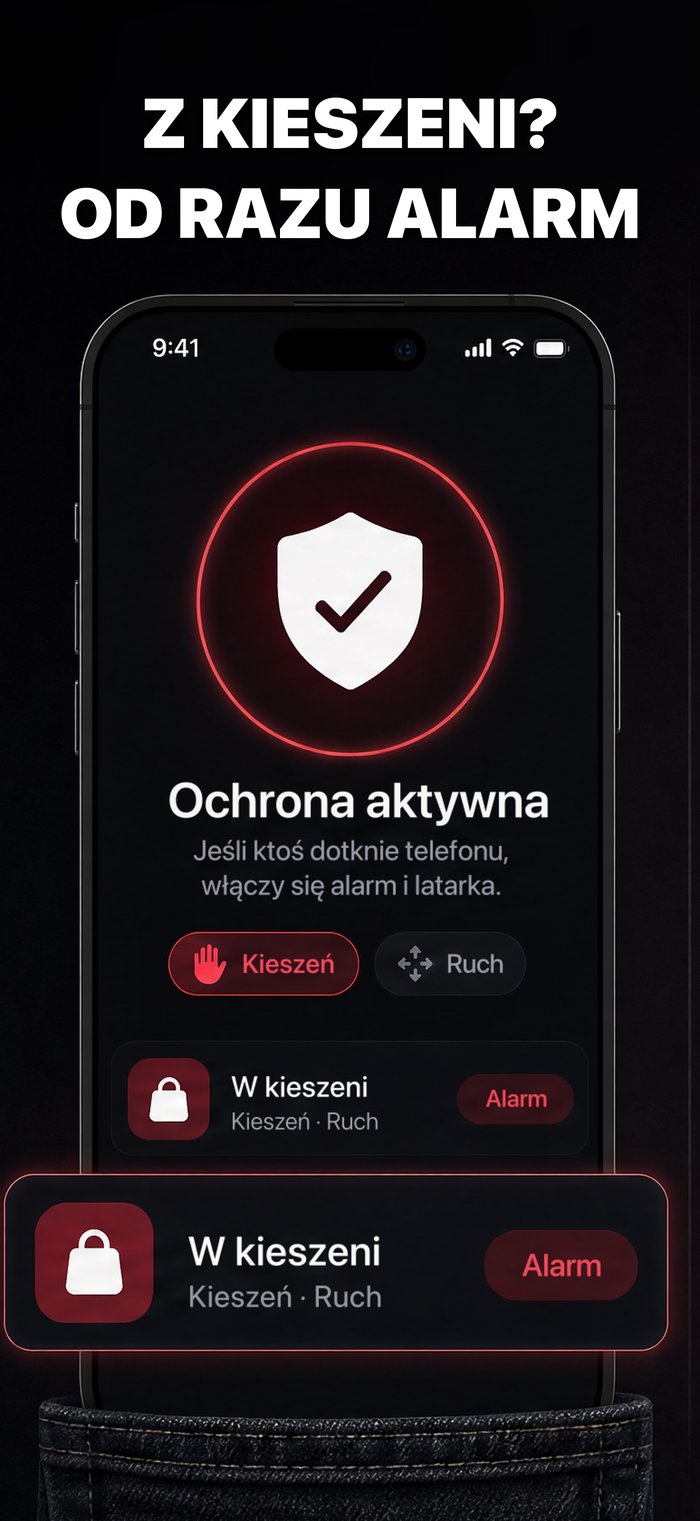 Z KIESZENI?
OD RAZU ALARM
9:41
Ochrona aktywna
Jeśli ktoś dotknie telefonu,
włączy się alarm i latarka.
Kieszeń
Ruch
W kieszeni
Kieszeń · Ruch
Alarm
W kieszeni
Kieszeń · Ruch
Alarm